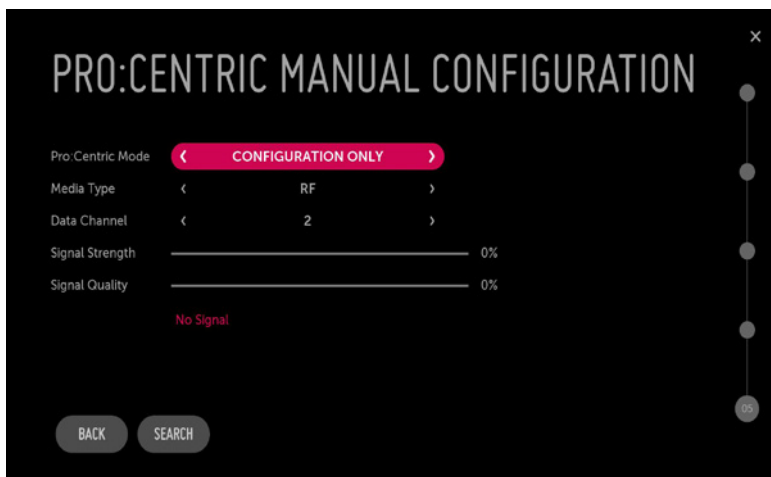 ×
PRO:CENTRIC MANUAL CONFIGURATION
Pro:Centric Mode ‹ CONFIGURATION ONLY ›
Media Type ‹ RF ›
Data Channel ‹ 2 ›
Signal Strength 0%
Signal Quality 0%
No Signal
05
BACK SEARCH